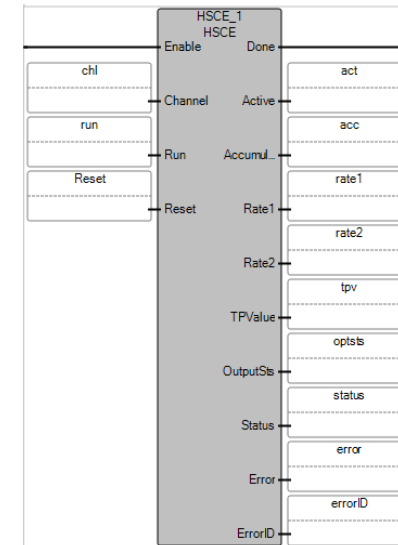 HSCE_1
HSCE
Enable Done
chl act
Channel Active
run acc
Run Accumul...
Reset rate1
Reset Rate1
rate2
Rate2
tpv
TPValue
optsts
OutputSts
status
Status
error
Error
errorID
ErrorID